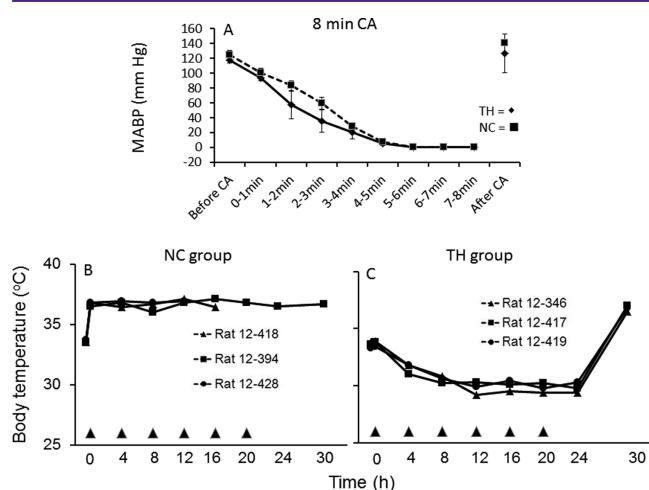 A
8 min CA
MABP (mm Hg)
160
140
120
100
80
60
40
20
0
-20
TH =
NC =
Before CA
0-1min
1-2min
2-3min
3-4min
4-5min
5-6min
6-7min
7-8min
After CA
NC group
TH group
Body temperature (°C)
40
35
30
25
B
C
Rat 12-418
Rat 12-394
Rat 12-428
Rat 12-346
Rat 12-417
Rat 12-419
0 4 8 12 16 20 24 30
0 4 8 12 16 20 24 30
Time (h)